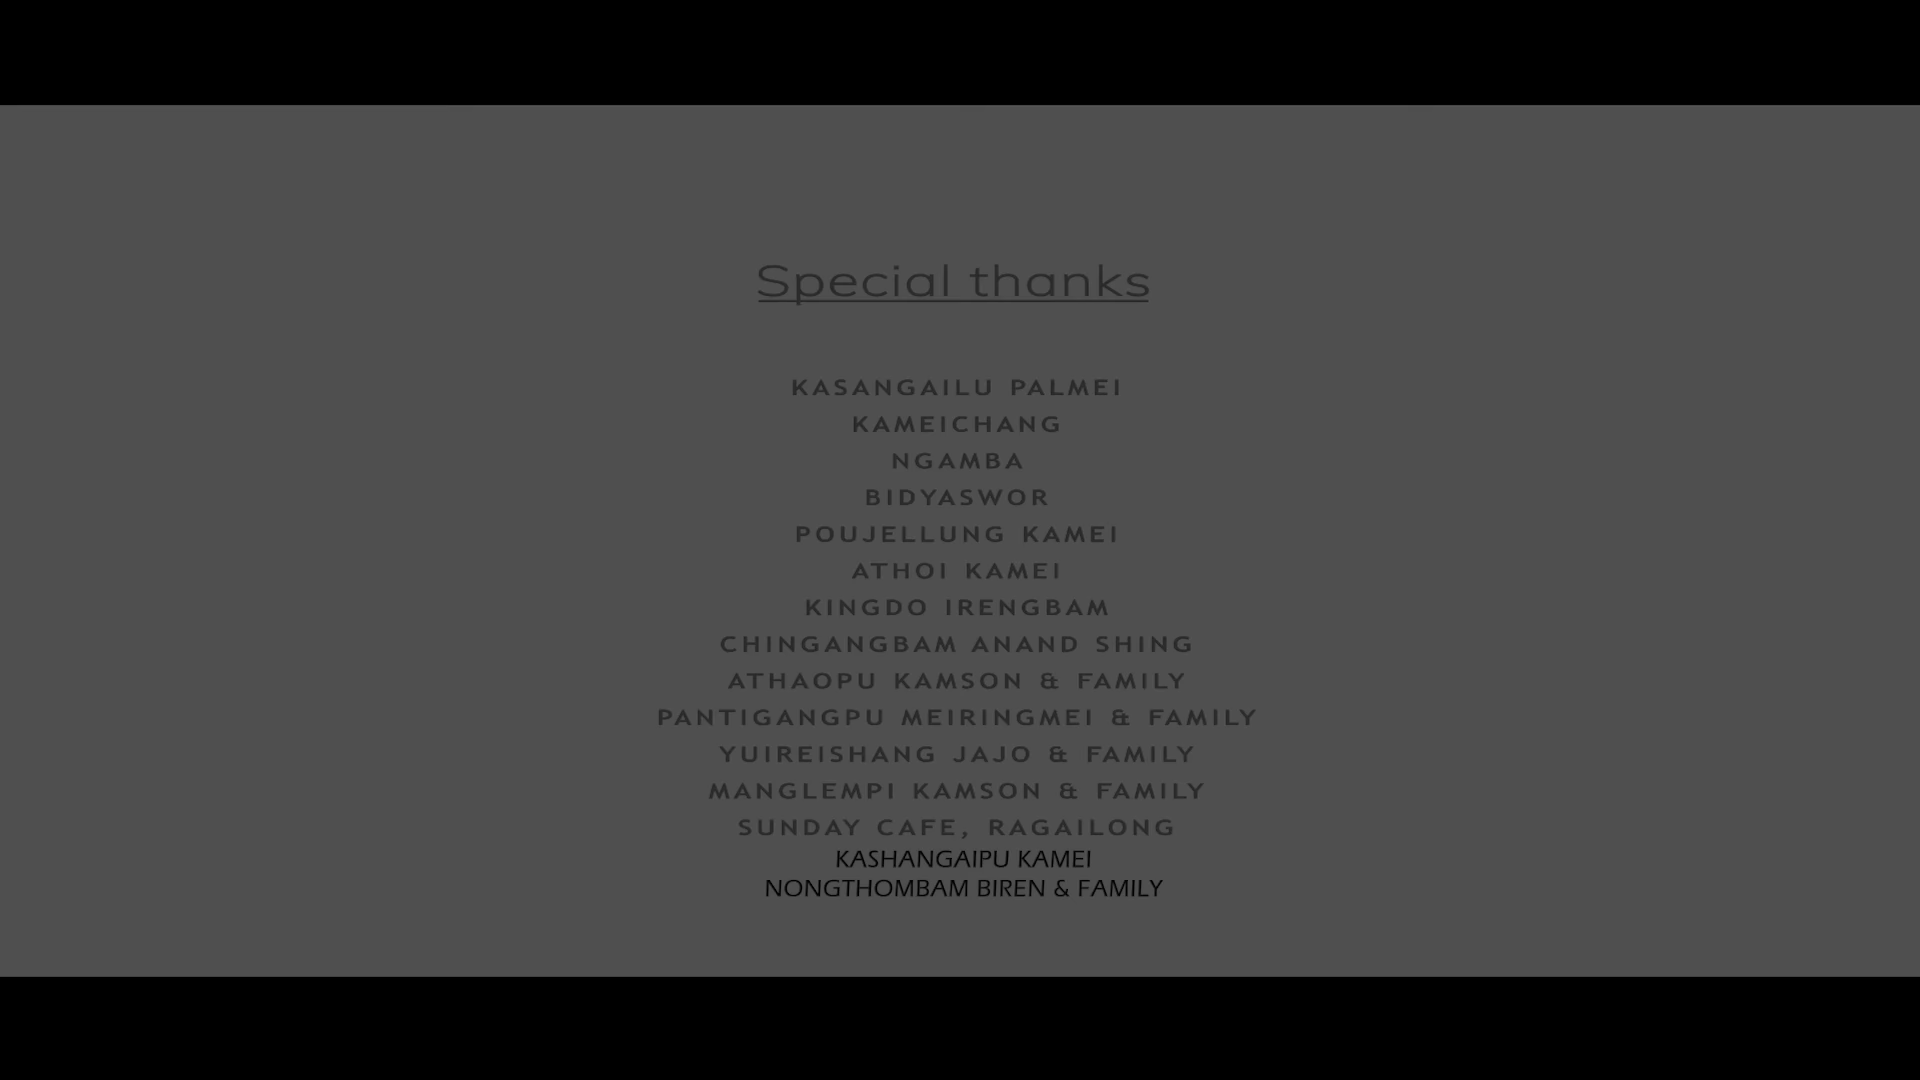 Special thanks
KASANGAILU PALMEI
KAMEICHANG
NGAMBA
BIDYASWOR
POUJELLUNG KAMEI
ATHOI KAMEI
KINGDO IRENGBAM
CHINGANGBAM ANAND SHING
ATHAOPU KAMSON & FAMILY
PANTIGANGPU MEIRINGMEI & FAMILY
YUIREISHANG JAJO & FAMILY
MANGLEMPI KAMSON & FAMILY
SUNDAY CAFE, RAGAILONG
KASHANGAIPU KAMEI
NONGTHOMBAM BIREN & FAMILY